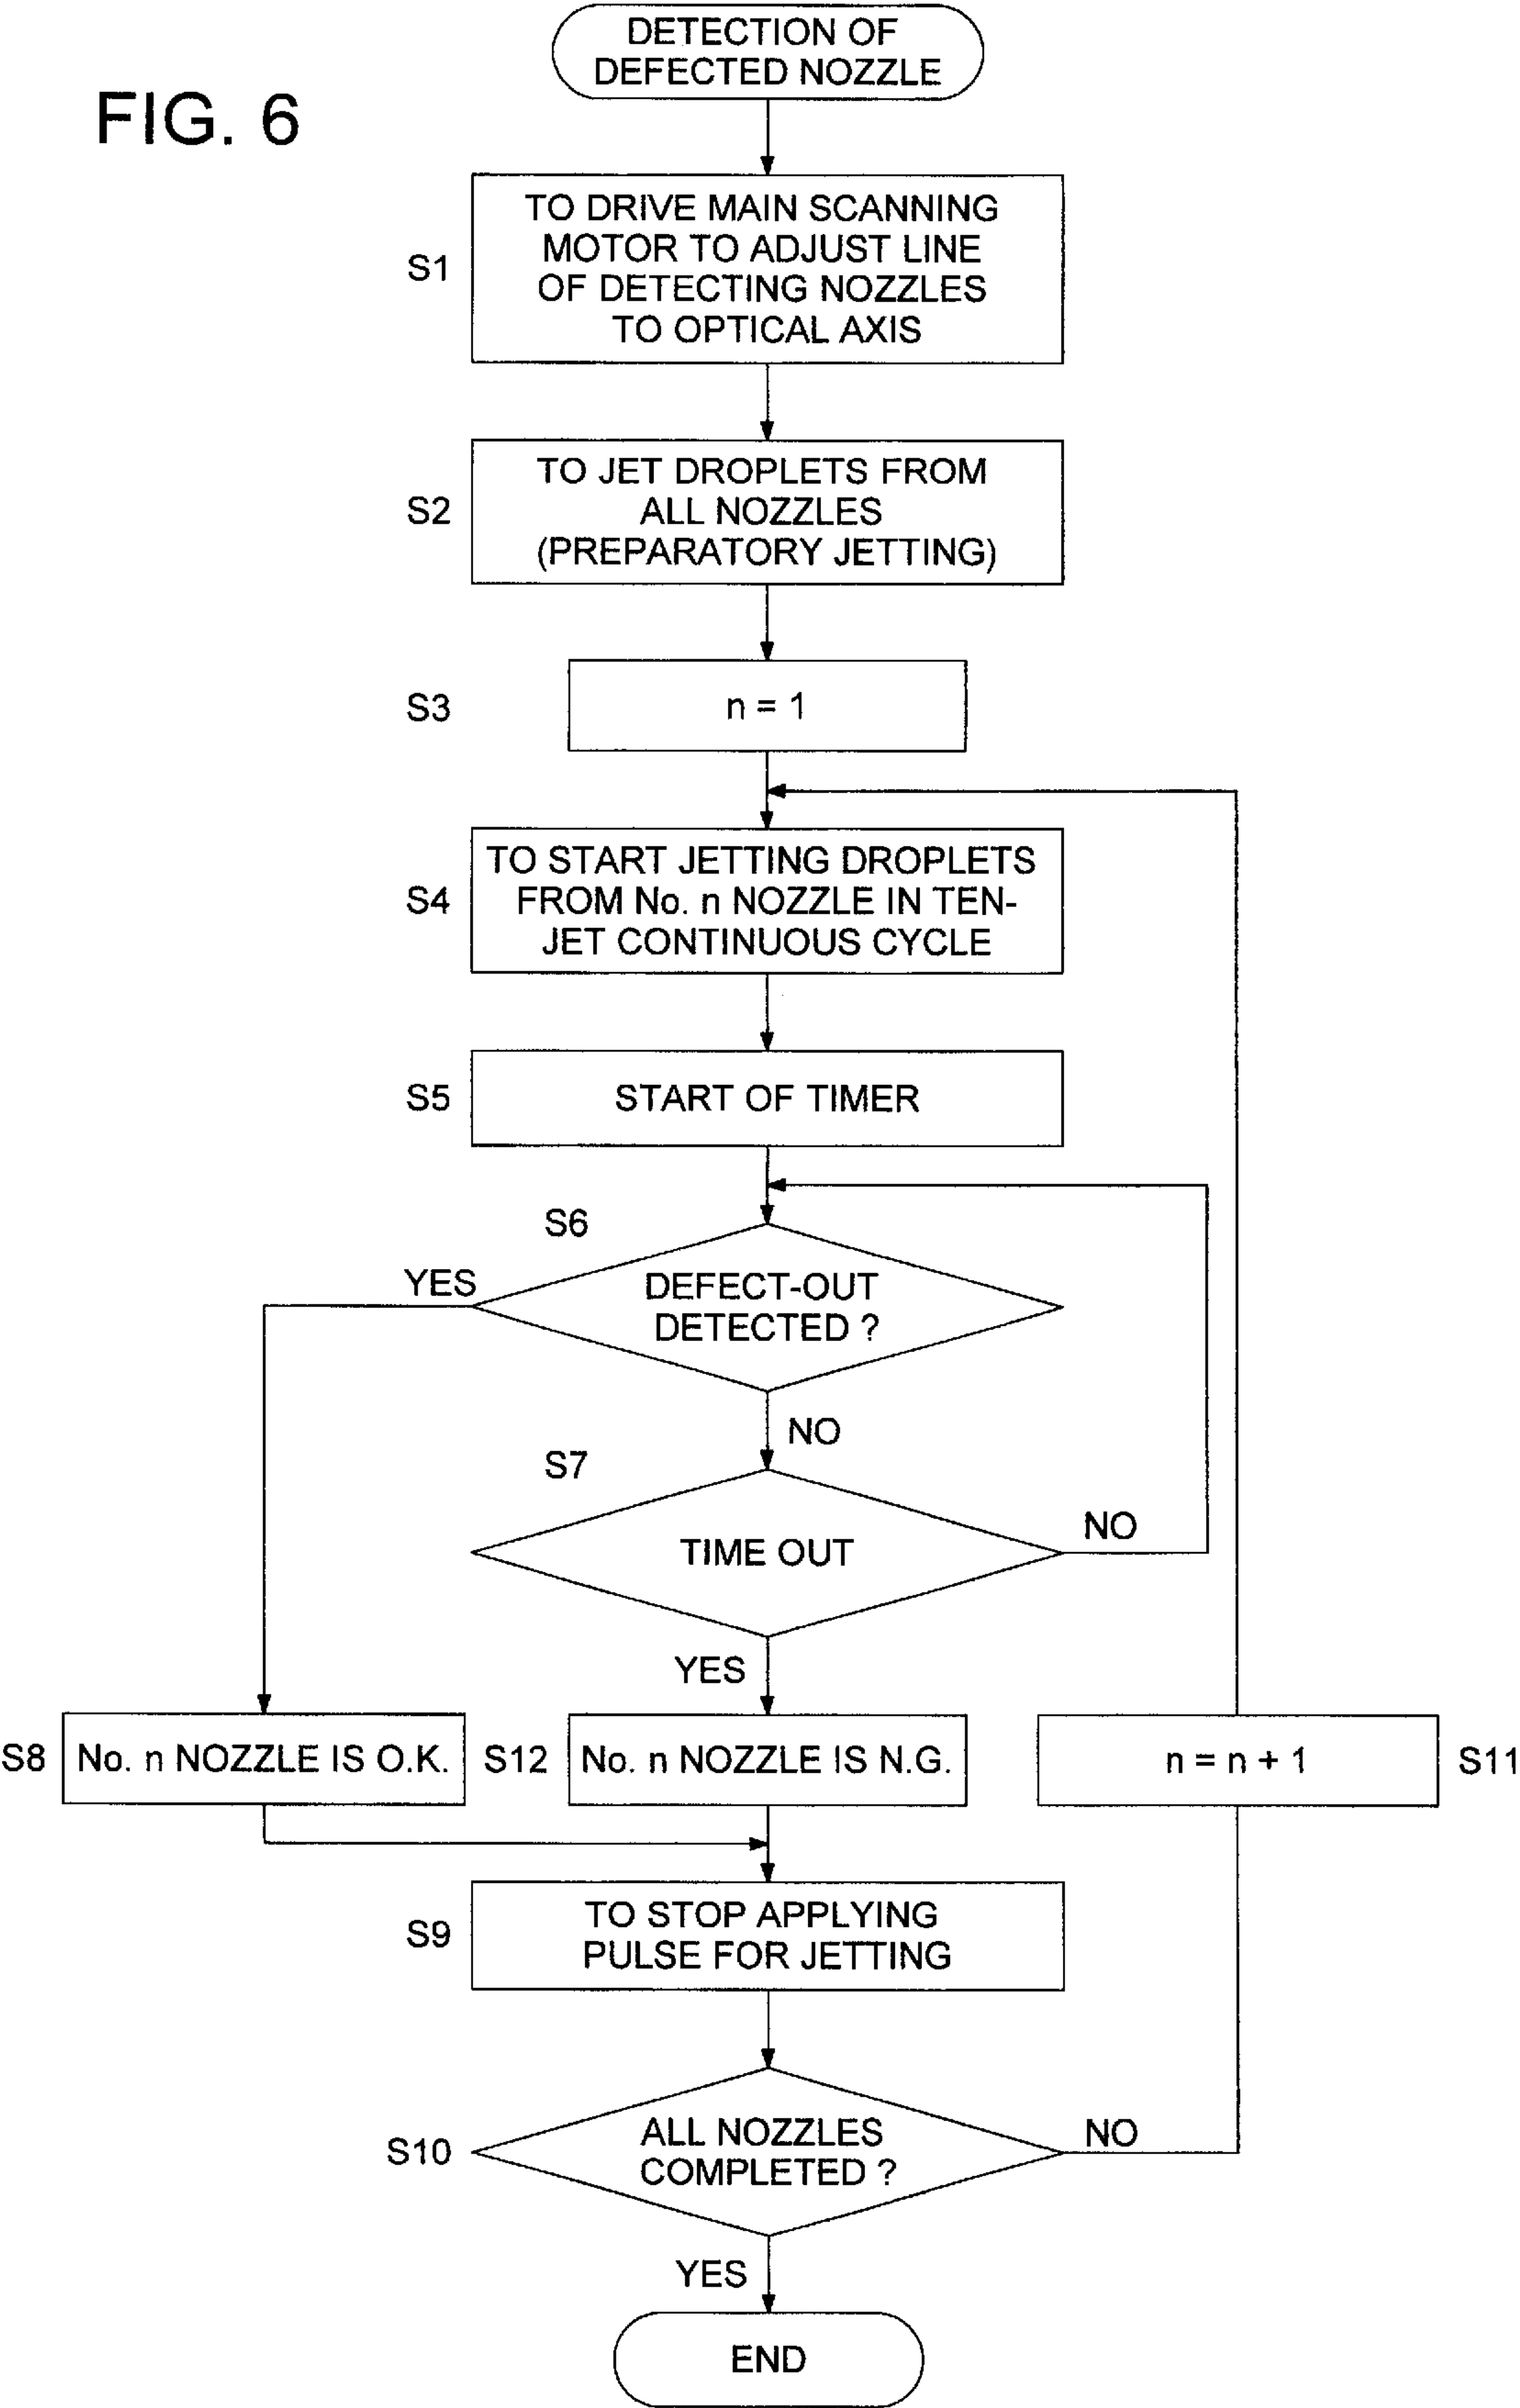 FIG. 6
DETECTION OF
DEFECTED NOZZLE
S1
TO DRIVE MAIN SCANNING
MOTOR TO ADJUST LINE
OF DETECTING NOZZLES
TO OPTICAL AXIS
S2
TO JET DROPLETS FROM
ALL NOZZLES
(PREPARATORY JETTING)
S3
n = 1
S4
TO START JETTING DROPLETS
FROM No. n NOZZLE IN TEN-
JET CONTINUOUS CYCLE
S5
START OF TIMER
S6
YES
DEFECT-OUT
DETECTED ?
NO
S7
TIME OUT
NO
YES
S8
No. n NOZZLE IS O.K.
S12
No. n NOZZLE IS N.G.
n = n + 1
S11
S9
TO STOP APPLYING
PULSE FOR JETTING
S10
ALL NOZZLES
COMPLETED ?
NO
YES
END